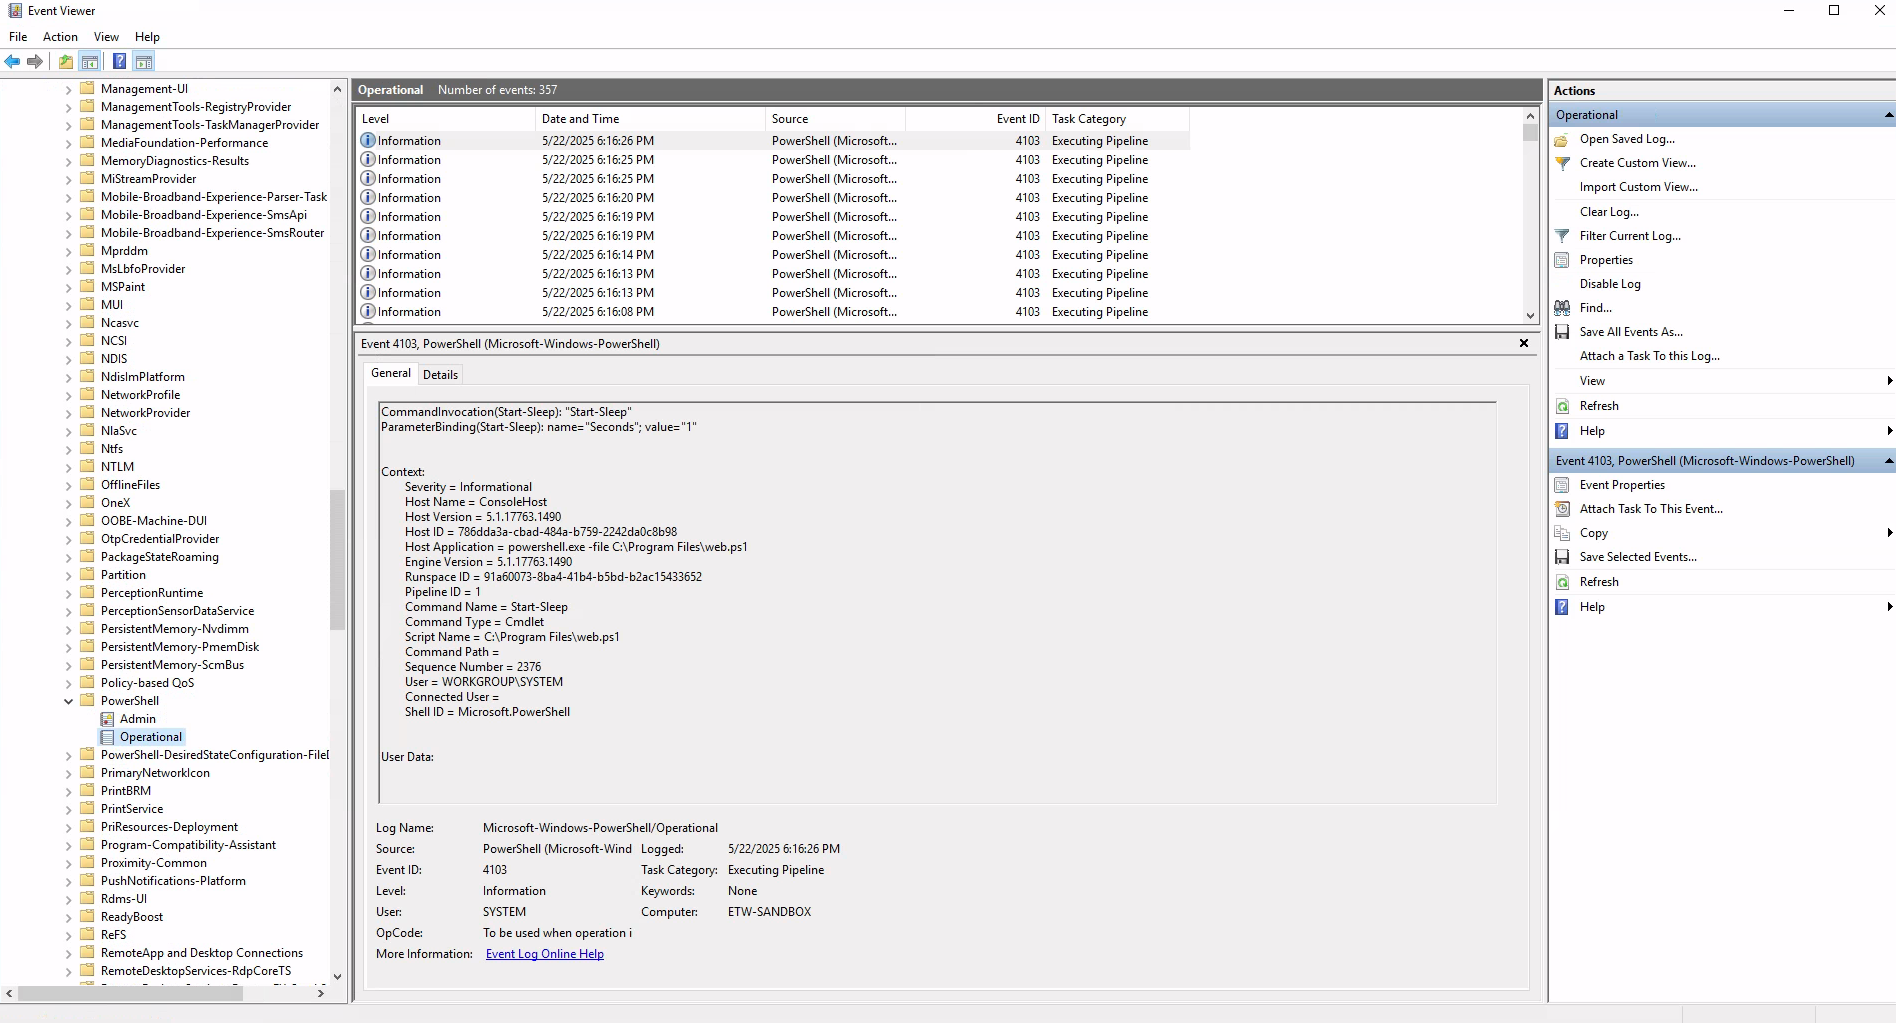 Event Viewer
File Action View Help
Management-UI
ManagementTools-RegistryProvider
ManagementTools-TaskManagerProvider
MediaFoundation-Performance
MemoryDiagnostics-Results
MiStreamProvider
Mobile-Broadband-Experience-Parser-Task
Mobile-Broadband-Experience-SmsApi
Mobile-Broadband-Experience-SmsRouter
Mprddm
MsLbfoProvider
MSPaint
MUI
Ncasvc
NCSI
NDIS
NdisImPlatform
NetworkProfile
NetworkProvider
NlaSvc
Ntfs
NTLM
OfflineFiles
OneX
OOBE-Machine-DUI
OtpCredentialProvider
PackageStateRoaming
Partition
PerceptionRuntime
PerceptionSensorDataService
PersistentMemory-Nvdimm
PersistentMemory-PmemDisk
PersistentMemory-ScmBus
Policy-based QoS
PowerShell
Admin
Operational
PowerShell-DesiredStateConfiguration-FileD
PrimaryNetworkIcon
PrintBRM
PrintService
PriResources-Deployment
Program-Compatibility-Assistant
Proximity-Common
PushNotifications-Platform
Rdms-UI
ReadyBoost
ReFS
RemoteApp and Desktop Connections
RemoteDesktopServices-RdpCoreTS
Operational Number of events: 357
Level Date and Time Source Event ID Task Category
Information 5/22/2025 6:16:26 PM PowerShell (Microsoft... 4103 Executing Pipeline
Information 5/22/2025 6:16:25 PM PowerShell (Microsoft... 4103 Executing Pipeline
Information 5/22/2025 6:16:25 PM PowerShell (Microsoft... 4103 Executing Pipeline
Information 5/22/2025 6:16:20 PM PowerShell (Microsoft... 4103 Executing Pipeline
Information 5/22/2025 6:16:19 PM PowerShell (Microsoft... 4103 Executing Pipeline
Information 5/22/2025 6:16:19 PM PowerShell (Microsoft... 4103 Executing Pipeline
Information 5/22/2025 6:16:14 PM PowerShell (Microsoft... 4103 Executing Pipeline
Information 5/22/2025 6:16:13 PM PowerShell (Microsoft... 4103 Executing Pipeline
Information 5/22/2025 6:16:13 PM PowerShell (Microsoft... 4103 Executing Pipeline
Information 5/22/2025 6:16:08 PM PowerShell (Microsoft... 4103 Executing Pipeline
Event 4103, PowerShell (Microsoft-Windows-PowerShell)
General Details
CommandInvocation(Start-Sleep): "Start-Sleep"
ParameterBinding(Start-Sleep): name="Seconds"; value="1"
Context:
Severity = Informational
Host Name = ConsoleHost
Host Version = 5.1.17763.1490
Host ID = 786dda3a-cbad-484a-b759-2242da0c8b98
Host Application = powershell.exe -file C:\Program Files\web.ps1
Engine Version = 5.1.17763.1490
Runspace ID = 91a60073-8ba4-41b4-b5bd-b2ac15433652
Pipeline ID = 1
Command Name = Start-Sleep
Command Type = Cmdlet
Script Name = C:\Program Files\web.ps1
Command Path =
Sequence Number = 2376
User = WORKGROUP\SYSTEM
Connected User =
Shell ID = Microsoft.PowerShell
User Data:
Log Name: Microsoft-Windows-PowerShell/Operational
Source: PowerShell (Microsoft-Wind Logged: 5/22/2025 6:16:26 PM
Event ID: 4103 Task Category: Executing Pipeline
Level: Information Keywords: None
User: SYSTEM Computer: ETW-SANDBOX
OpCode: To be used when operation i
More Information: Event Log Online Help
Actions
Operational
Open Saved Log...
Create Custom View...
Import Custom View...
Clear Log...
Filter Current Log...
Properties
Disable Log
Find...
Save All Events As...
Attach a Task To this Log...
View
Refresh
Help
Event 4103, PowerShell (Microsoft-Windows-PowerShell)
Event Properties
Attach Task To This Event...
Copy
Save Selected Events...
Refresh
Help